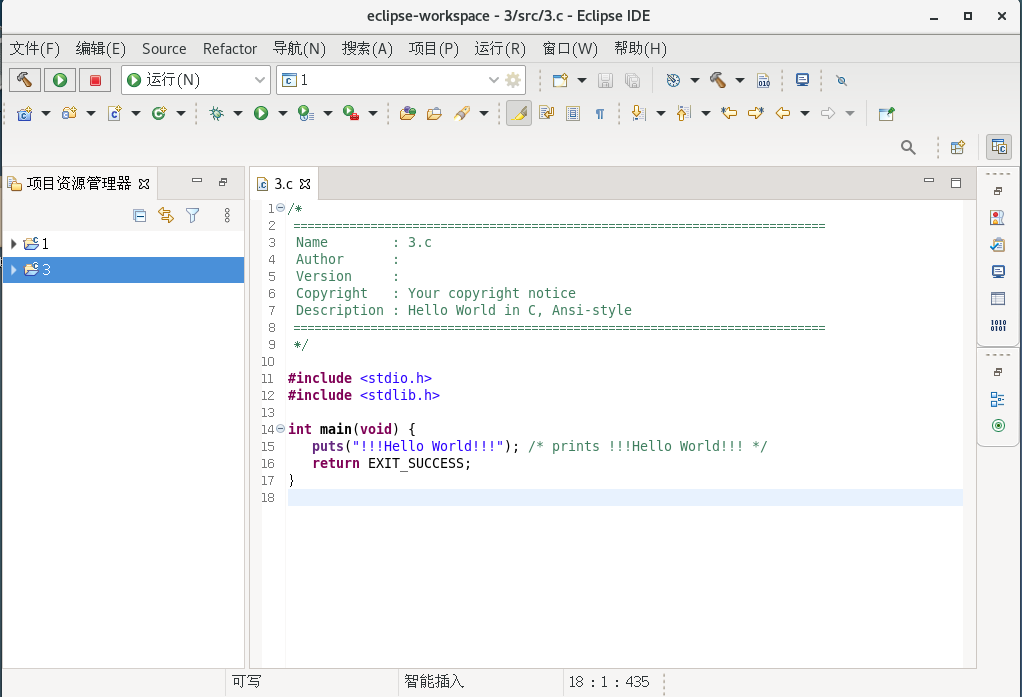 eclipse-workspace - 3/src/3.c - Eclipse IDE
文件(F) 编辑(E) Source Refactor 导航(N) 搜索(A) 项目(P) 运行(R) 窗口(W) 帮助(H)
运行(N) 1
项目资源管理器 3.c
1
3
1 /*
2 ============================================================================
3 Name : 3.c
4 Author :
5 Version :
6 Copyright : Your copyright notice
7 Description : Hello World in C, Ansi-style
8 ============================================================================
9 */
10
11 #include <stdio.h>
12 #include <stdlib.h>
13
14 int main(void) {
15 puts("!!!Hello World!!!"); /* prints !!!Hello World!!! */
16 return EXIT_SUCCESS;
17 }
18
可写 智能插入 18 : 1 : 435